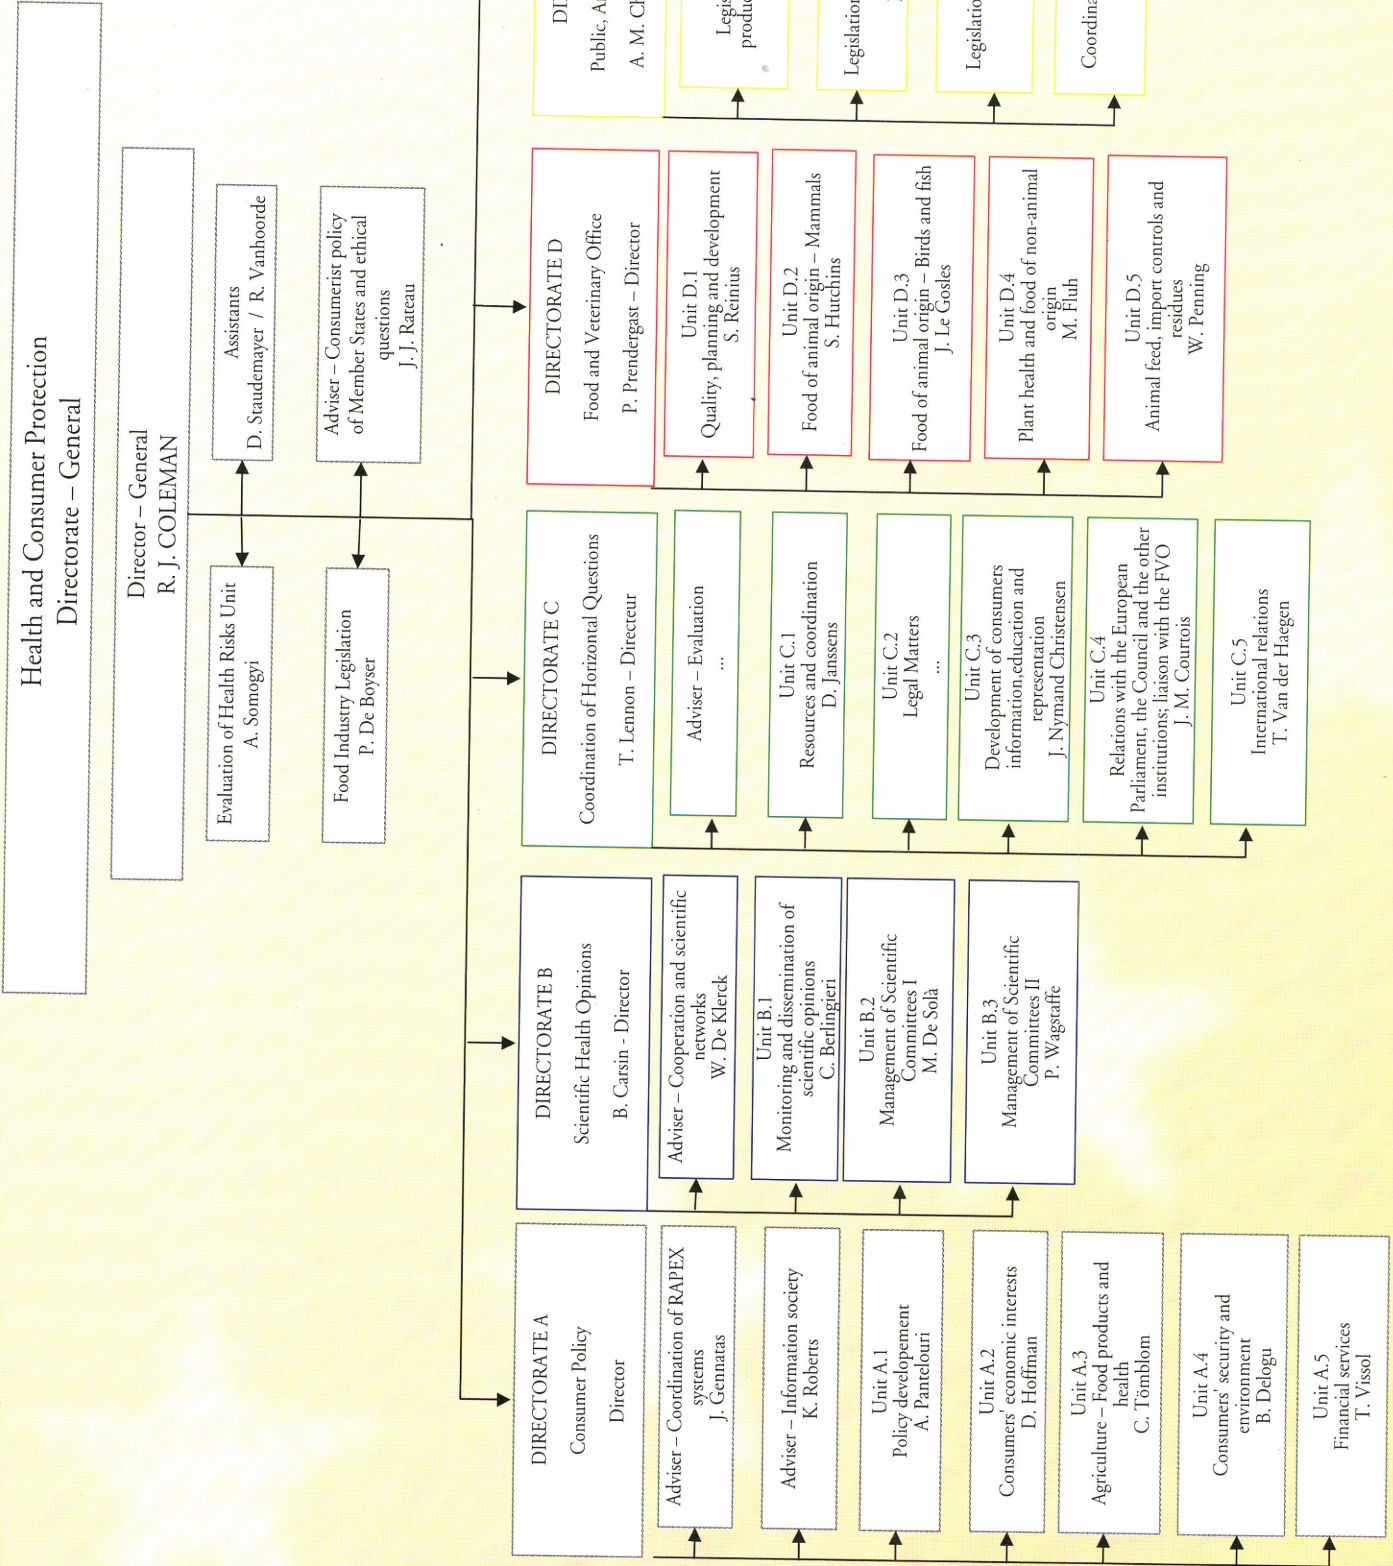 Health and Consumer Protection
Directorate – General
Director – General
R. J. COLEMAN
Evaluation of Health Risks Unit
A. Somogyi
Assistants
D. Staudemayer / R. Vanhoorde
Food Industry Legislation
P. De Boyser
Adviser – Consumerist policy
of Member States and ethical
questions
J. J. Rateau
DIRECTORATE A
Consumer Policy
Director
Adviser – Coordination of RAPEX
systems
J. Gennatas
Adviser – Information society
K. Roberts
Unit A.1
Policy developement
A. Pantelouri
Unit A.2
Consumers' economic interests
D. Hoffman
Unit A.3
Agriculture – Food products and
health
C. Tömblom
Unit A.4
Consumers' security and
environment
B. Delogu
Unit A.5
Financial services
T. Vissol
DIRECTORATE B
Scientific Health Opinions
B. Carsin - Director
Adviser – Cooperation and scientific
networks
W. De Klerck
Unit B.1
Monitoring and dissemination of
scientific opinions
C. Berlingieri
Unit B.2
Management of Scientific
Committees I
M. De Solà
Unit B.3
Management of Scientific
Committees II
P. Wagstaffe
DIRECTORATE C
Coordination of Horizontal Questions
T. Lennon – Directeur
Adviser – Evaluation
...
Unit C.1
Resources and coordination
D. Janssens
Unit C.2
Legal Matters
...
Unit C.3
Development of consumers
information,education and
representation
J. Nymand Christensen
Unit C.4
Relations with the European
Parliament, the Council and the other
institutions; liaison with the FVO
J. M. Courtois
Unit C.5
International relations
T. Van der Haegen
DIRECTORATE D
Food and Veterinary Office
P. Prendergast – Director
Unit D.1
Quality, planning and development
S. Reinius
Unit D.2
Food of animal origin – Mammals
S. Hutchins
Unit D.3
Food of animal origin – Birds and fish
J. Le Gosles
Unit D.4
Plant health and food of non-animal
origin
M. Fluh
Unit D.5
Animal feed, import controls and
residues
W. Penning
Public,
A. M.